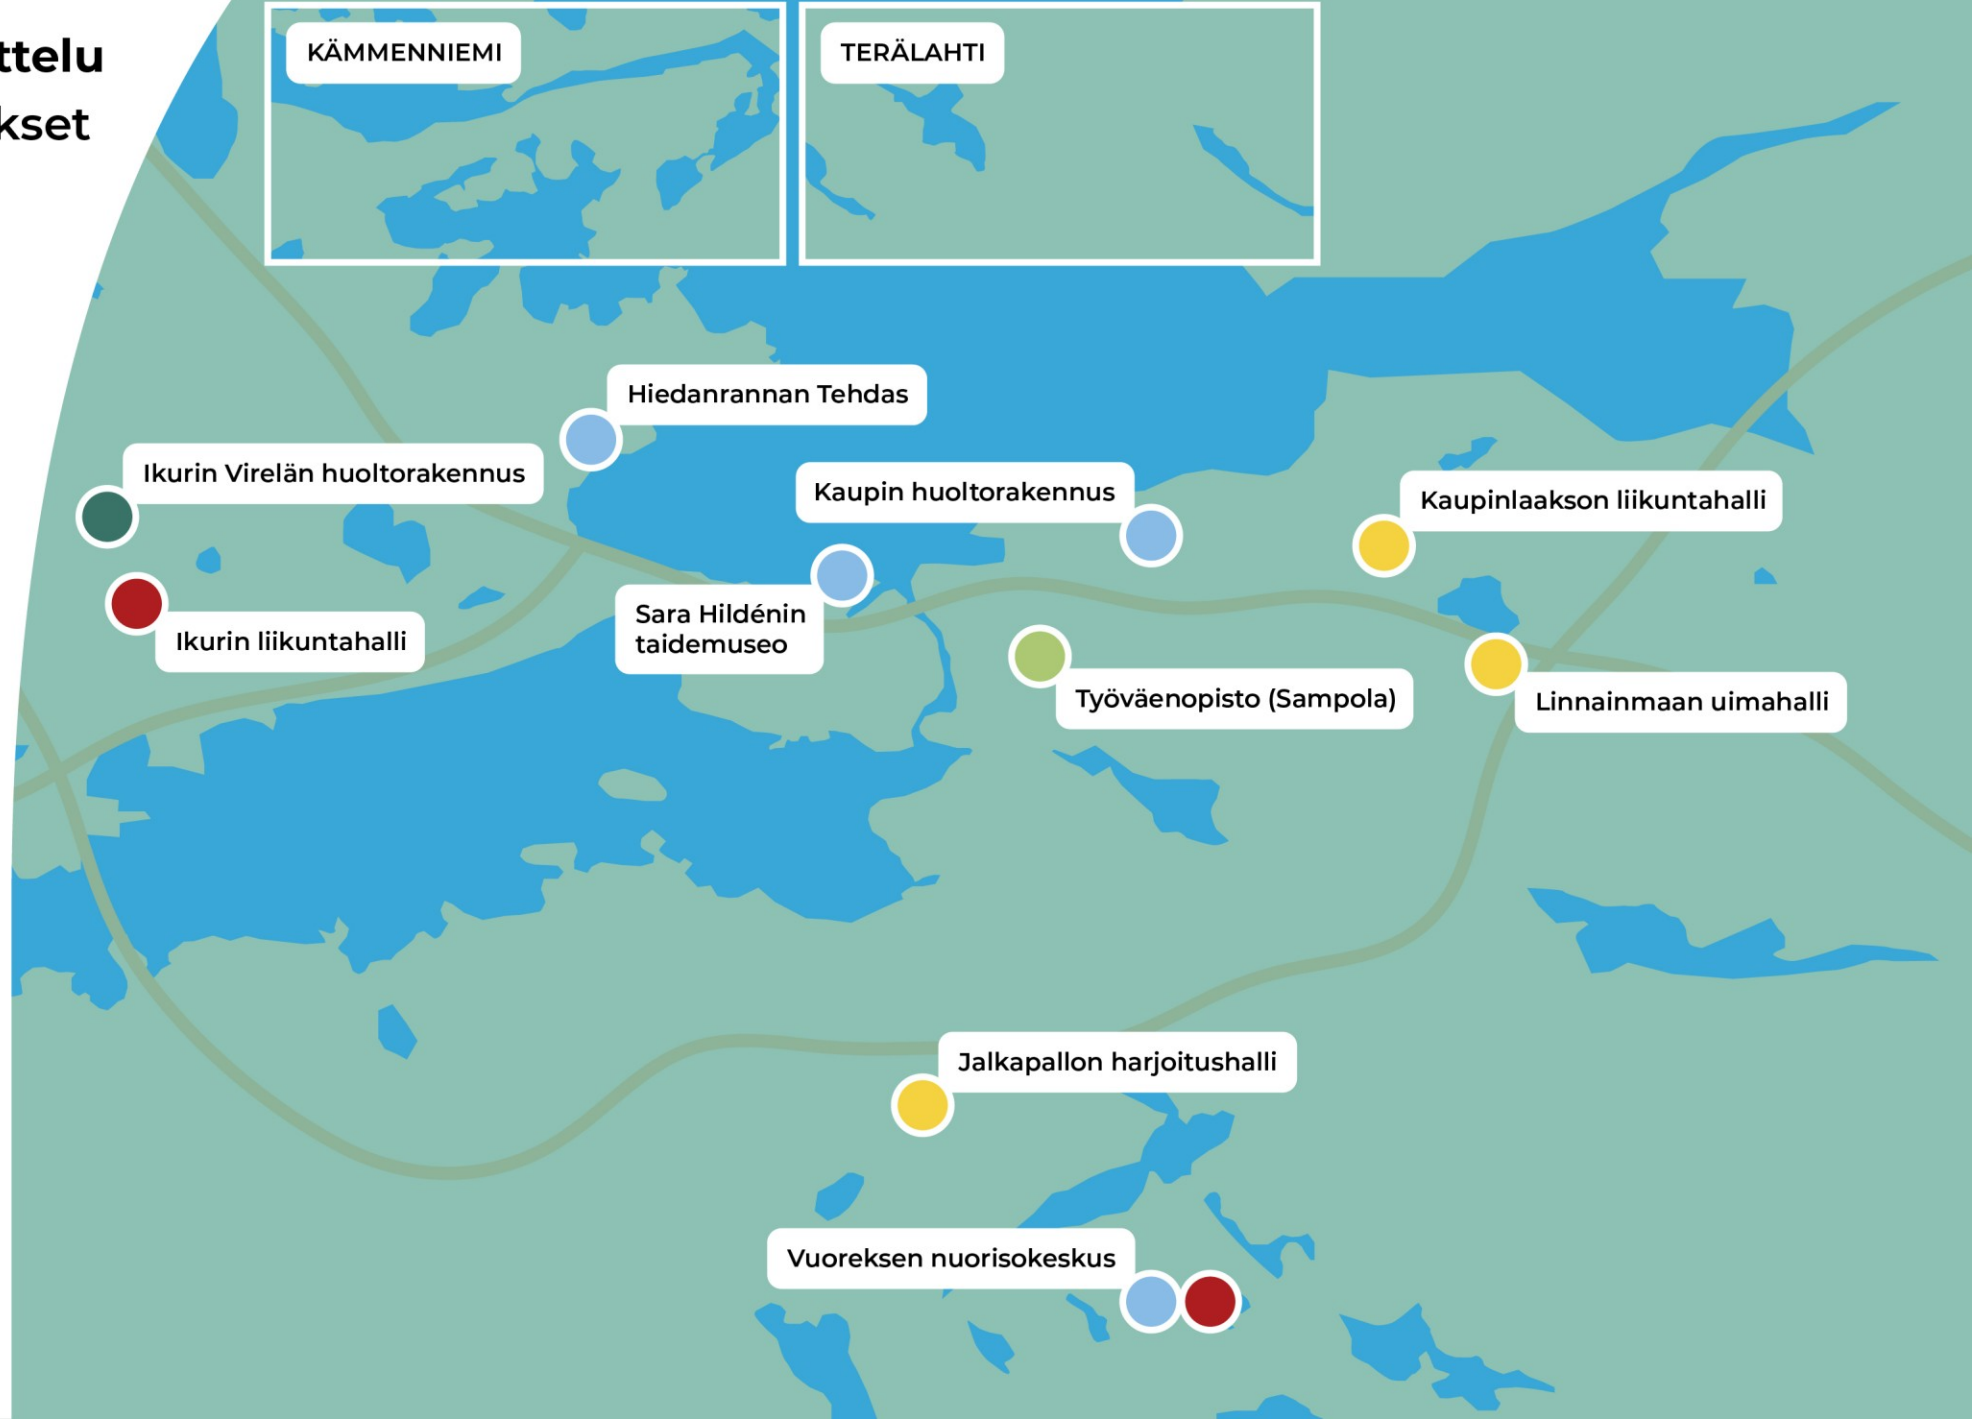 ttelu
kset
KÄMMENNIEMI
TERÄLAHTI
Hiedanrannan Tehdas
Ikurin Virelän huoltorakennus
Kaupin huoltorakennus
Kaupinlaakson liikuntahalli
Sara Hildénin
taidemuseo
Ikurin liikuntahalli
Työväenopisto (Sampola)
Linnainmaan uimahalli
Jalkapallon harjoitushalli
Vuoreksen nuorisokeskus